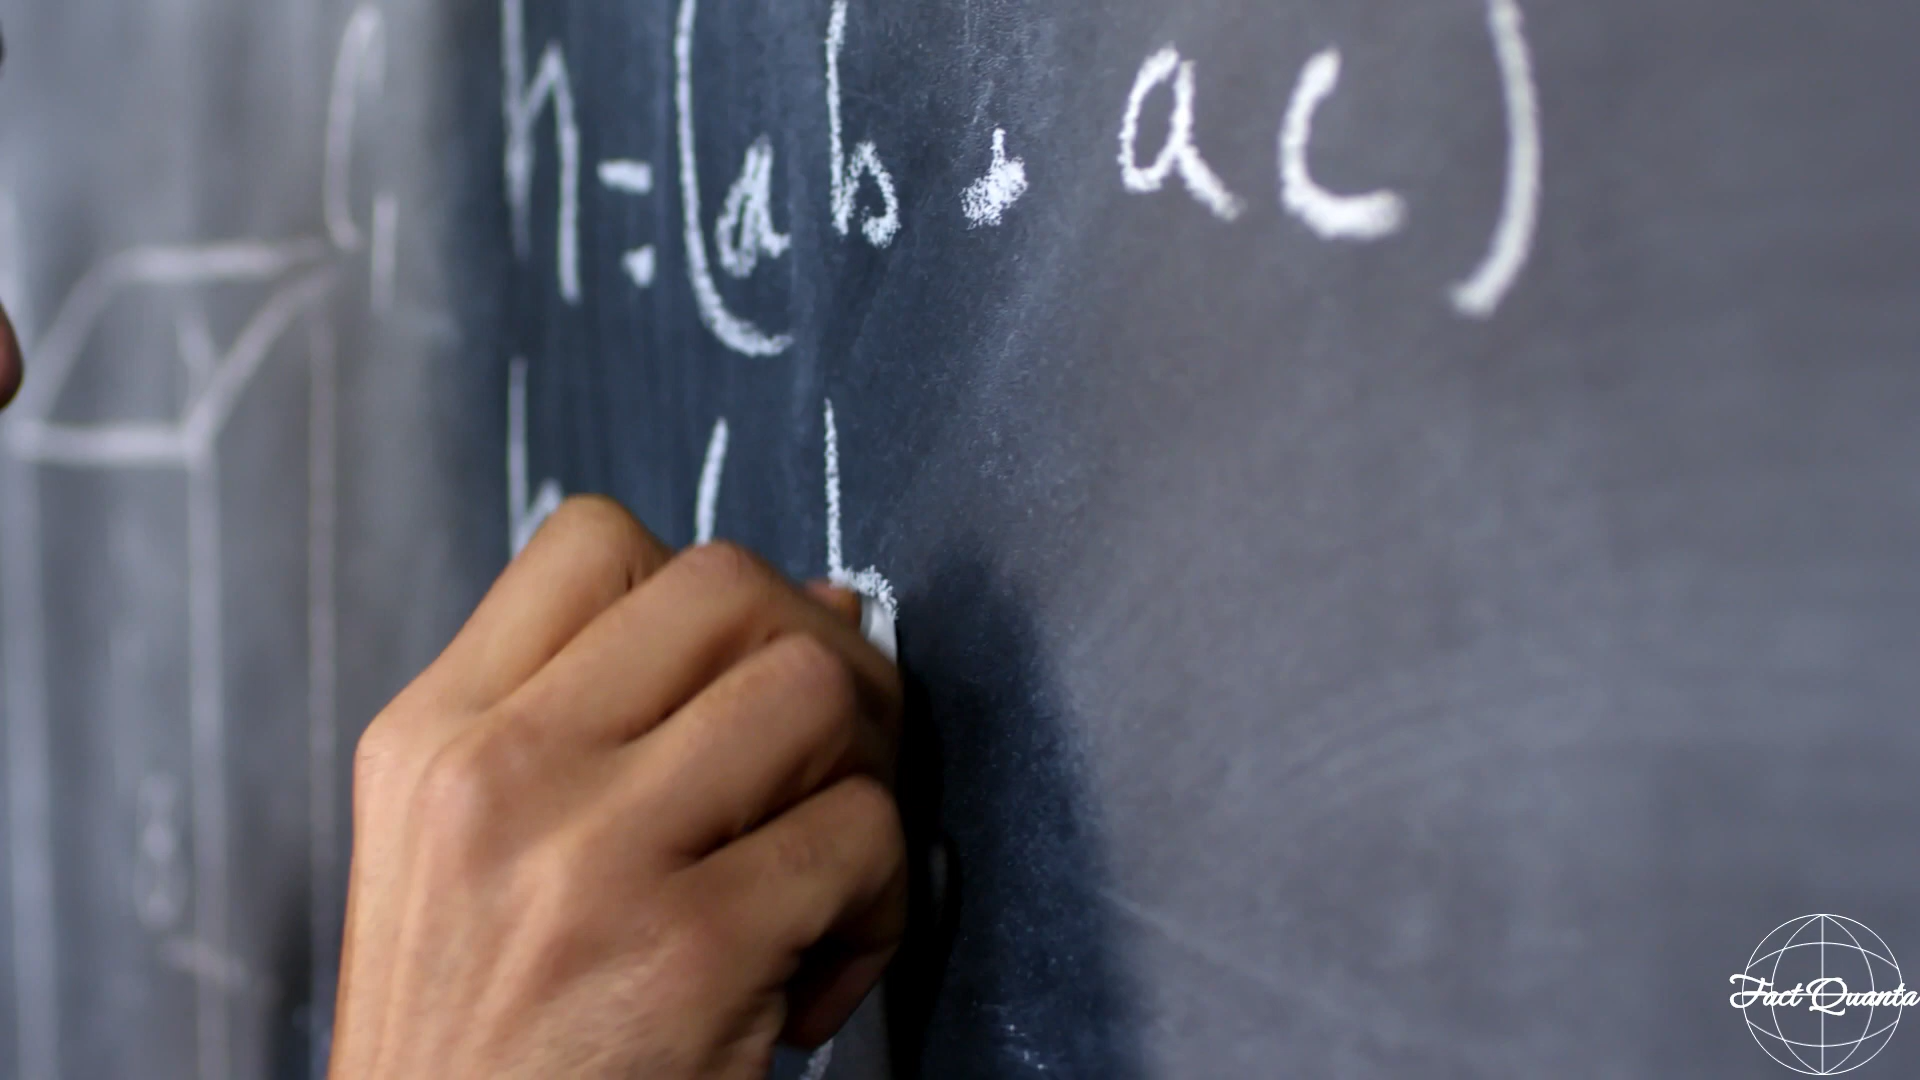 h=(ab. ac)
h(b
Fact Quanta